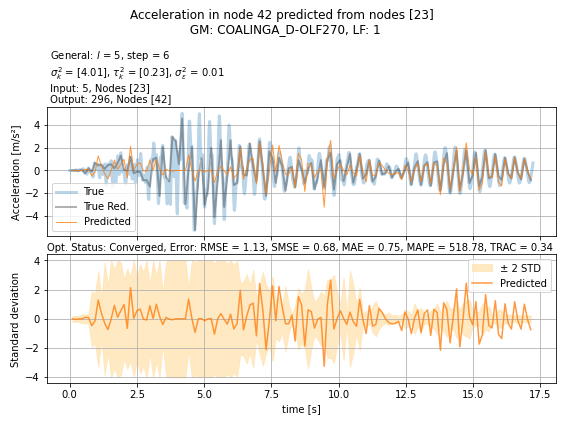 Acceleration in node 42 predicted from nodes [23]
GM: COALINGA_D-OLF270, LF: 1
General: l = 5, step = 6
σ²ₖ = [4.01], τ²ₖ = [0.23], σ²ε = 0.01
Input: 5, Nodes [23]
Output: 296, Nodes [42]
Acceleration [m/s²]
4
2
0
−2
−4
True
True Red.
Predicted
Opt. Status: Converged, Error: RMSE = 1.13, SMSE = 0.68, MAE = 0.75, MAPE = 518.78, TRAC = 0.34
Standard deviation
4
2
0
−2
−4
± 2 STD
Predicted
0.0 2.5 5.0 7.5 10.0 12.5 15.0 17.5
time [s]